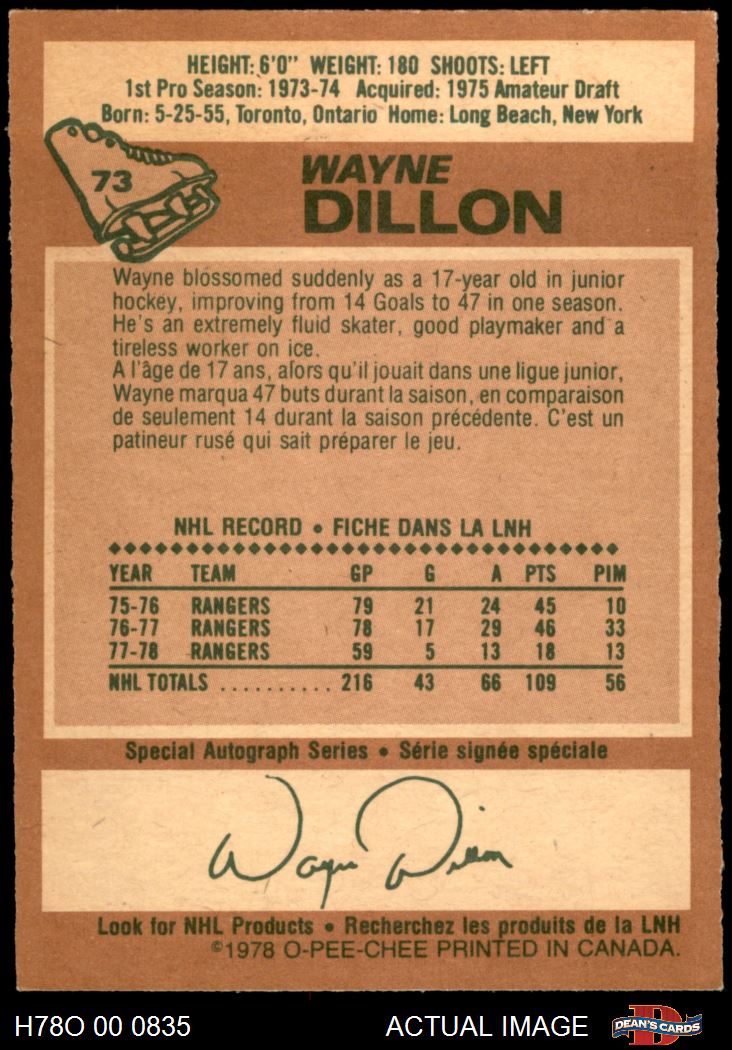 HEIGHT: 6'0" WEIGHT: 180 SHOOTS: LEFT
1st Pro Season: 1973-74 Acquired: 1975 Amateur Draft
Born: 5-25-55, Toronto, Ontario Home: Long Beach, New York
73
WAYNE
DILLON
Wayne blossomed suddenly as a 17-year old in junior
hockey, improving from 14 Goals to 47 in one season.
He's an extremely fluid skater, good playmaker and a
tireless worker on ice.
A l'âge de 17 ans, alors qu'il jouait dans une ligue junior,
Wayne marqua 47 buts durant la saison, en comparaison
de seulement 14 durant la saison précédente. C'est un
patineur rusé qui sait préparer le jeu.
NHL RECORD • FICHE DANS LA LNH
YEAR TEAM GP G A PTS PIM
75-76 RANGERS 79 21 24 45 10
76-77 RANGERS 78 17 29 46 33
77-78 RANGERS 59 5 13 18 13
NHL TOTALS .......... 216 43 66 109 56
Special Autograph Series • Série signée spéciale
Wayne Dillon
Look for NHL Products • Recherchez les produits de la LNH
©1978 O-PEE-CHEE PRINTED IN CANADA.
H78O 00 0835 ACTUAL IMAGE D DEAN'S CARDS